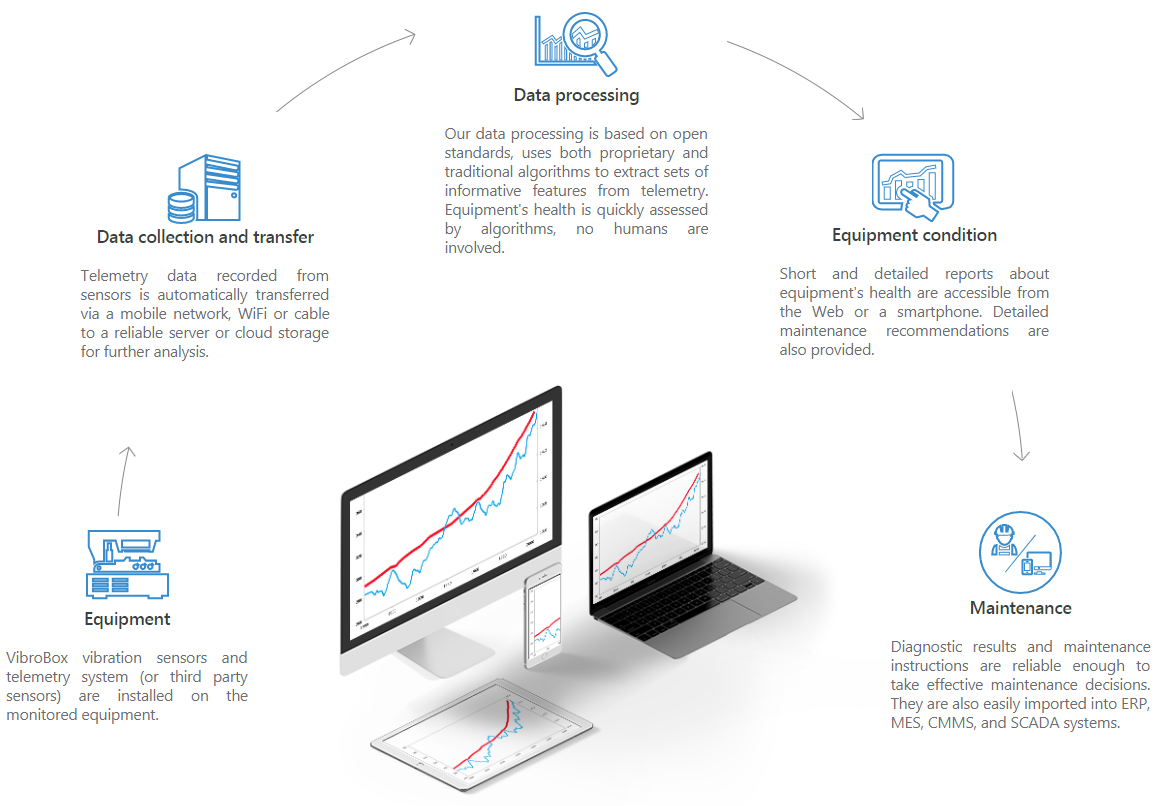 Data processing
Our data processing is based on open
standards, uses both proprietary and
traditional algorithms to extract sets of
informative features from telemetry.
Equipment's health is quickly assessed
by algorithms, no humans are
involved.
Data collection and transfer
Telemetry data recorded from
sensors is automatically transferred
via a mobile network, WiFi or cable
to a reliable server or cloud storage
for further analysis.
Equipment condition
Short and detailed reports about
equipment's health are accessible from
the Web or a smartphone. Detailed
maintenance recommendations are
also provided.
Equipment
VibroBox vibration sensors and
telemetry system (or third party
sensors) are installed on the
monitored equipment.
Maintenance
Diagnostic results and maintenance
instructions are reliable enough to
take effective maintenance decisions.
They are also easily imported into ERP,
MES, CMMS, and SCADA systems.